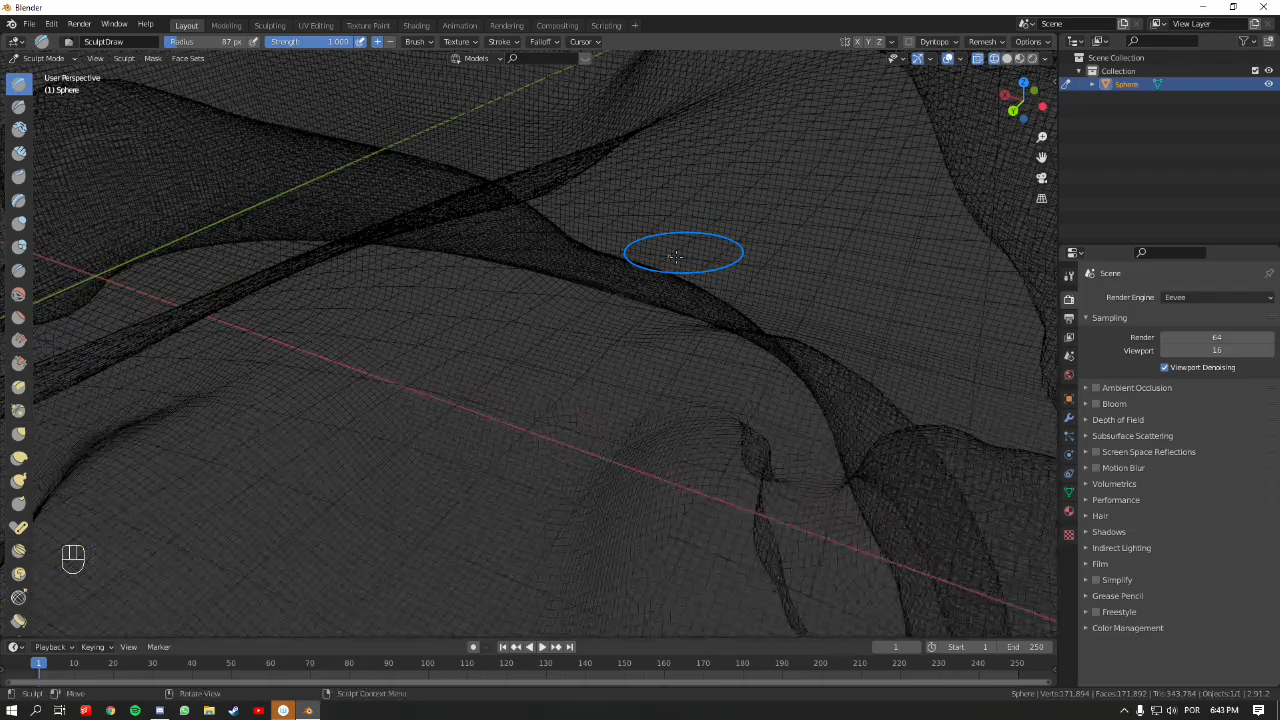 Blender
File Edit Render Window Help Layout Modeling Sculpting UV Editing Texture Paint Shading Animation Rendering Compositing Scripting + Scene View Layer
SculptDraw Radius 87 px Strength 1.000 Brush Texture Stroke Falloff Cursor X Y Z Dyntopo Remesh Options
Sculpt Mode View Sculpt Mask Face Sets Models
Scene Collection
Collection
Sphere
User Perspective
(1) Sphere
Z
X
Y
Scene
Render Engine Eevee
Sampling
Render 64
Viewport 16
Viewport Denoising
Ambient Occlusion
Bloom
Depth of Field
Subsurface Scattering
Screen Space Reflections
Motion Blur
Volumetrics
Performance
Hair
Shadows
Indirect Lighting
Film
Simplify
Grease Pencil
Freestyle
Color Management
Playback Keying View Marker 1 Start 1 End 250
1 10 20 30 40 50 60 70 80 90 100 110 120 130 140 150 160 170 180 190 200 210 220 230 240 250
Sculpt Move Rotate View Sculpt Context Menu Sphere | Verts:171,894 | Faces:171,892 | Tris:343,784 | Objects:1/1 | 2.91.2
POR 6:43 PM